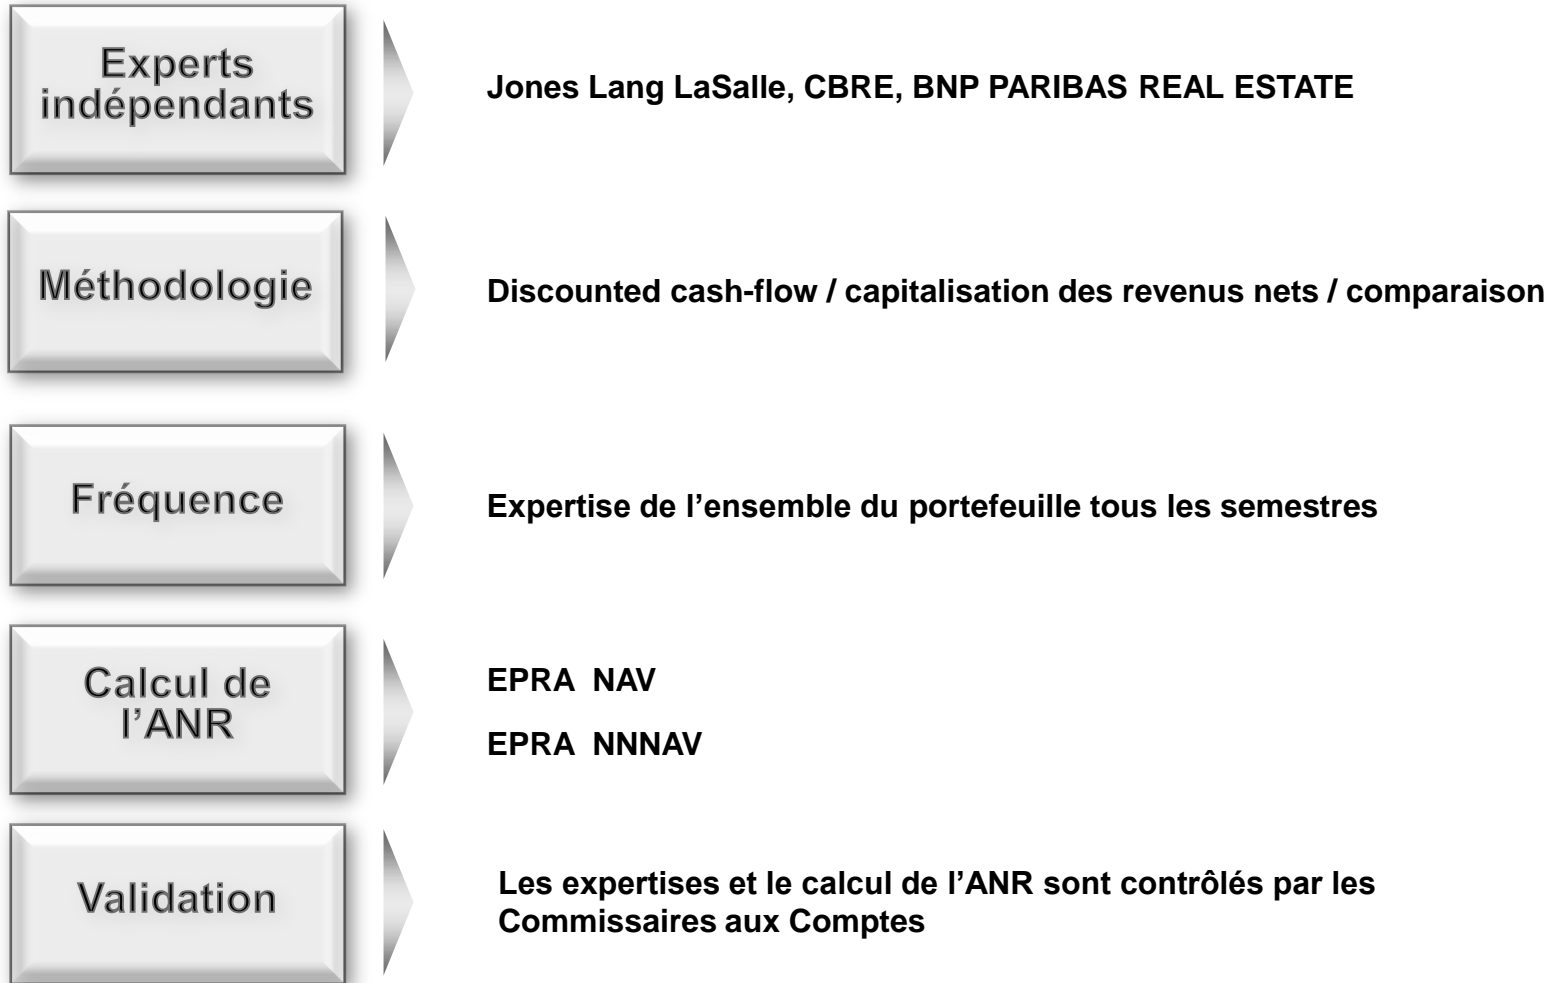 Experts
indépendants
Jones Lang LaSalle, CBRE, BNP PARIBAS REAL ESTATE
Méthodologie
Discounted cash-flow / capitalisation des revenus nets / comparaison
Fréquence
Expertise de l’ensemble du portefeuille tous les semestres
Calcul de
l’ANR
EPRA NAV
EPRA NNNAV
Validation
Les expertises et le calcul de l’ANR sont contrôlés par les
Commissaires aux Comptes